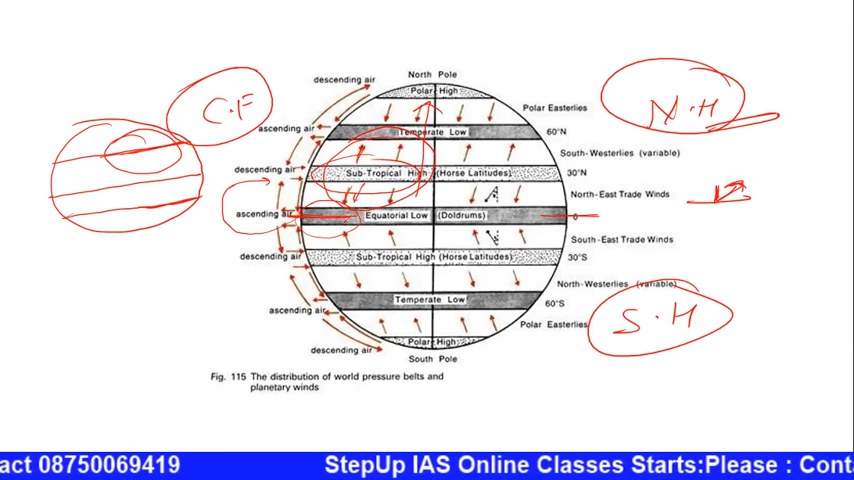 North Pole
descending air
Polar High
C.F
N.H
Polar Easterlies
ascending air
Temperate Low
60°N
South-Westerlies (variable)
descending air
Sub-Tropical High (Horse Latitudes)
30°N
North-East Trade Winds
ascending air
Equatorial Low (Doldrums)
0
South-East Trade Winds
descending air
Sub-Tropical High (Horse Latitudes)
30°S
North-Westerlies (variable)
ascending air
Temperate Low
60°S
S.H
Polar Easterlies
descending air
Polar High
South Pole
Fig. 115 The distribution of world pressure belts and
planetary winds
act 08750069419 StepUp IAS Online Classes Starts:Please : Conta